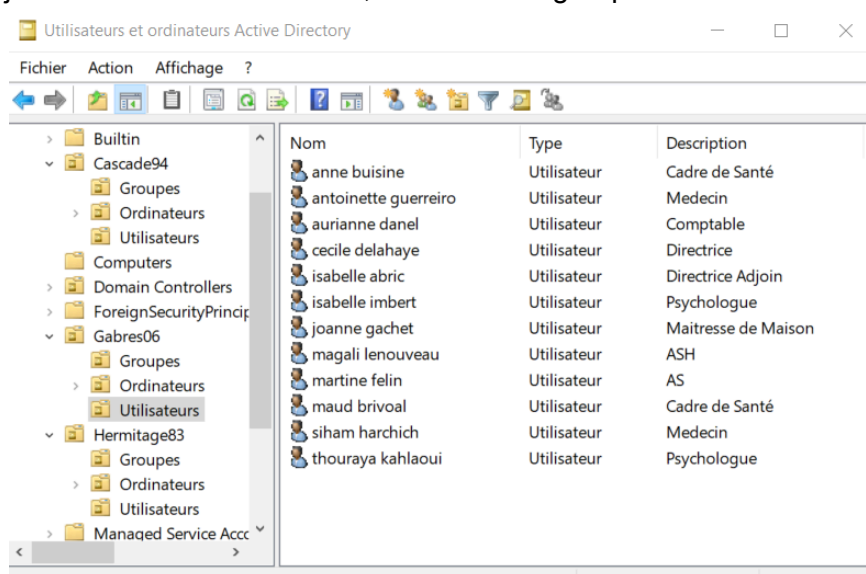 Utilisateurs et ordinateurs Active Directory
Fichier Action Affichage ?
Builtin
Cascade94
Groupes
Ordinateurs
Utilisateurs
Computers
Domain Controllers
ForeignSecurityPrincip
Gabres06
Groupes
Ordinateurs
Utilisateurs
Hermitage83
Groupes
Ordinateurs
Utilisateurs
Managed Service Acc
Nom Type Description
anne buisine Utilisateur Cadre de Santé
antoinette guerreiro Utilisateur Medecin
aurianne danel Utilisateur Comptable
cecile delahaye Utilisateur Directrice
isabelle abric Utilisateur Directrice Adjoin
isabelle imbert Utilisateur Psychologue
joanne gachet Utilisateur Maitresse de Maison
magali lenouveau Utilisateur ASH
martine felin Utilisateur AS
maud brivoal Utilisateur Cadre de Santé
siham harchich Utilisateur Medecin
thouraya kahlaoui Utilisateur Psychologue